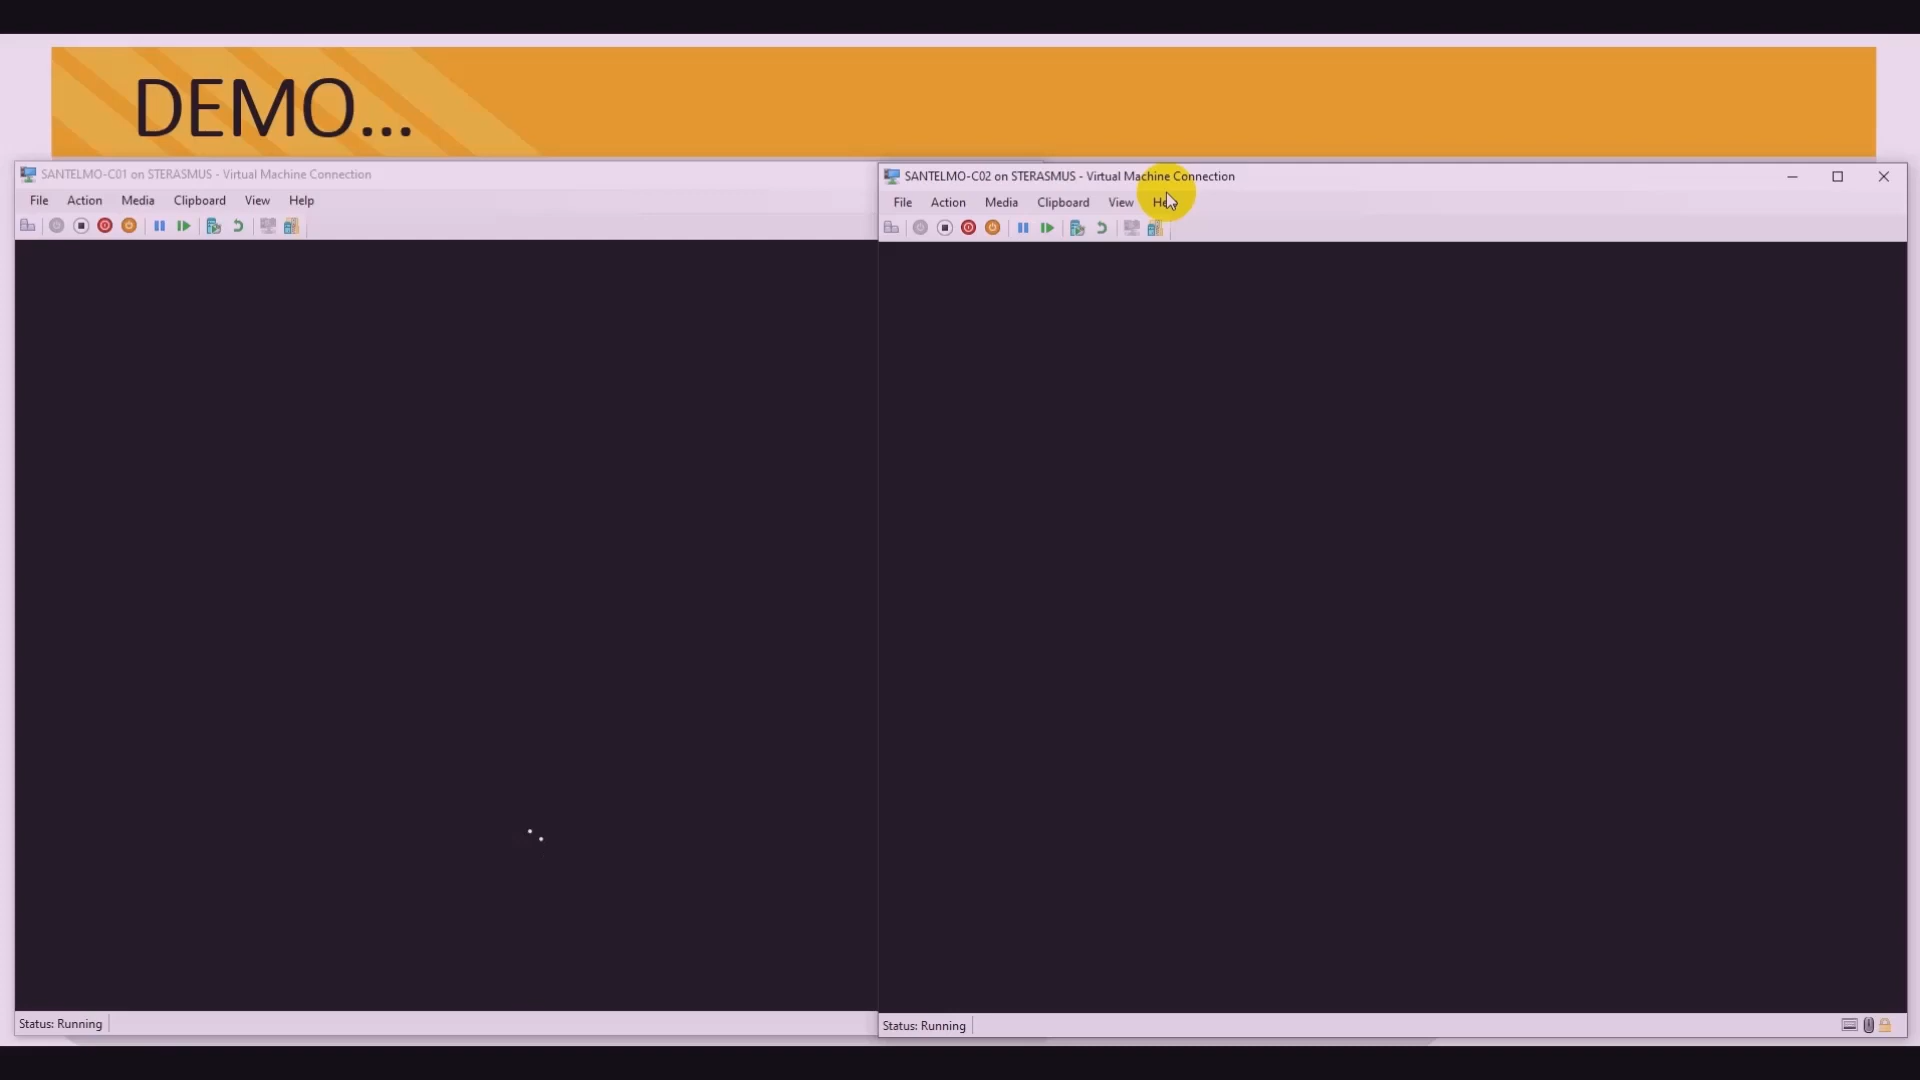 DEMO...
SANTELMO-C01 on STERASMUS - Virtual Machine Connection
File Action Media Clipboard View Help
Status: Running
SANTELMO-C02 on STERASMUS - Virtual Machine Connection
File Action Media Clipboard View Help
Status: Running